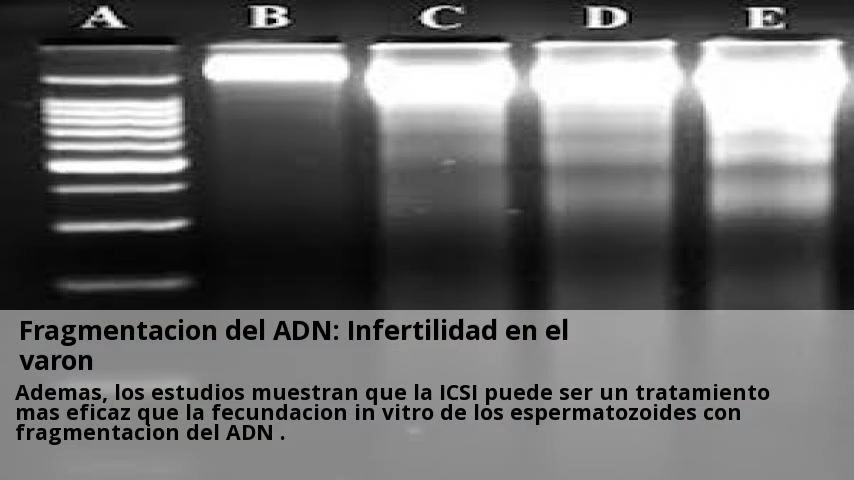 A B C D E
Fragmentacion del ADN: Infertilidad en el
varon
Ademas, los estudios muestran que la ICSI puede ser un tratamiento
mas eficaz que la fecundacion in vitro de los espermatozoides con
fragmentacion del ADN .